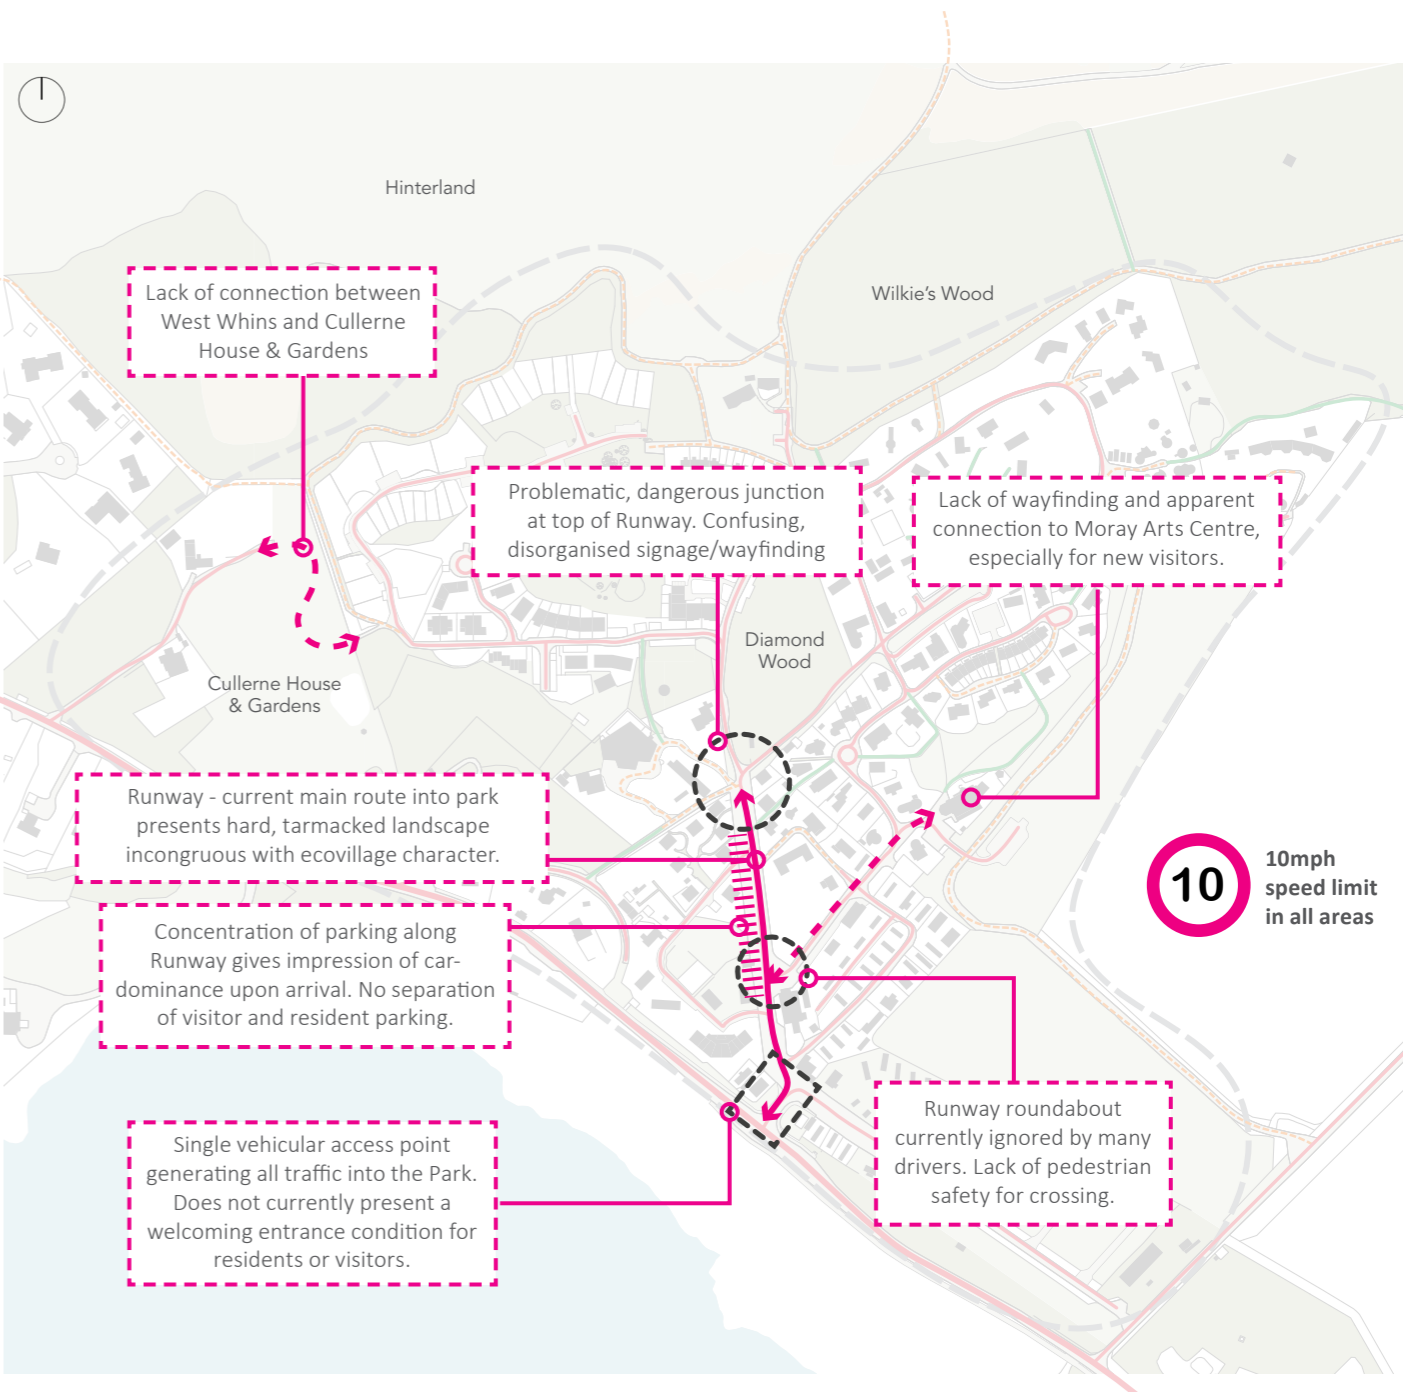 Hinterland
Wilkie's Wood
Lack of connection between
West Whins and Cullerne
House & Gardens
Problematic, dangerous junction
at top of Runway. Confusing,
disorganised signage/wayfinding
Lack of wayfinding and apparent
connection to Moray Arts Centre,
especially for new visitors.
Diamond
Wood
Cullerne House
& Gardens
Runway - current main route into park
presents hard, tarmacked landscape
incongruous with ecovillage character.
10
10mph
speed limit
in all areas
Concentration of parking along
Runway gives impression of car-
dominance upon arrival. No separation
of visitor and resident parking.
Runway roundabout
currently ignored by many
drivers. Lack of pedestrian
safety for crossing.
Single vehicular access point
generating all traffic into the Park.
Does not currently present a
welcoming entrance condition for
residents or visitors.